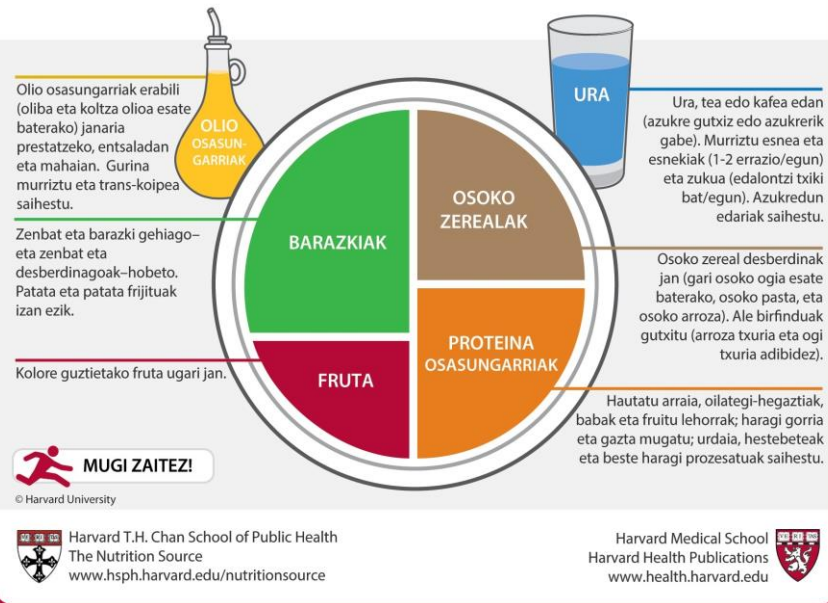 Olio osasungarriak erabili
(oliba eta koltza olioa esate
baterako) janaria
prestatzeko, entsaladan
eta mahaian. Gurina
murriztu eta trans-koipea
saihestu.
OLIO
OSASUN-
GARRIAK
URA
Ura, tea edo kafea edan
(azukre gutxiz edo azukrerik
gabe). Murriztu esnea eta
esnekiak (1-2 errazio/egun)
eta zukua (edalontzi txiki
bat/egun). Azukredun
edariak saihestu.
BARAZKIAK
OSOKO
ZEREALAK
Zenbat eta barazki gehiago–
eta zenbat eta
desberdinagoak–hobeto.
Patata eta patata frijituak
izan ezik.
Osoko zereal desberdinak
jan (gari osoko ogia esate
baterako, osoko pasta, eta
osoko arroza). Ale birfinduak
gutxitu (arroza txuria eta ogi
txuria adibidez).
FRUTA
PROTEINA
OSASUNGARRIAK
Kolore guztietako fruta ugari jan.
Hautatu arraia, oilategi-hegaztiak,
babak eta fruitu lehorrak; haragi gorria
eta gazta mugatu; urdaia, hestebeteak
eta beste haragi prozesatuak saihestu.
MUGI ZAITEZ!
© Harvard University
Harvard T.H. Chan School of Public Health
The Nutrition Source
www.hsph.harvard.edu/nutritionsource
Harvard Medical School
Harvard Health Publications
www.health.harvard.edu